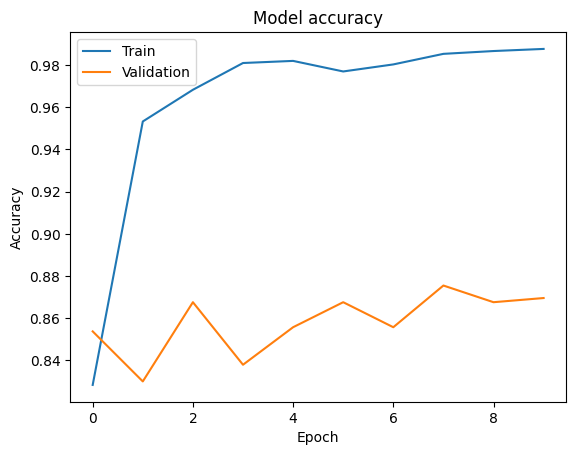 Model accuracy
Train
Validation
Accuracy
0.98
0.96
0.94
0.92
0.90
0.88
0.86
0.84
0 2 4 6 8
Epoch